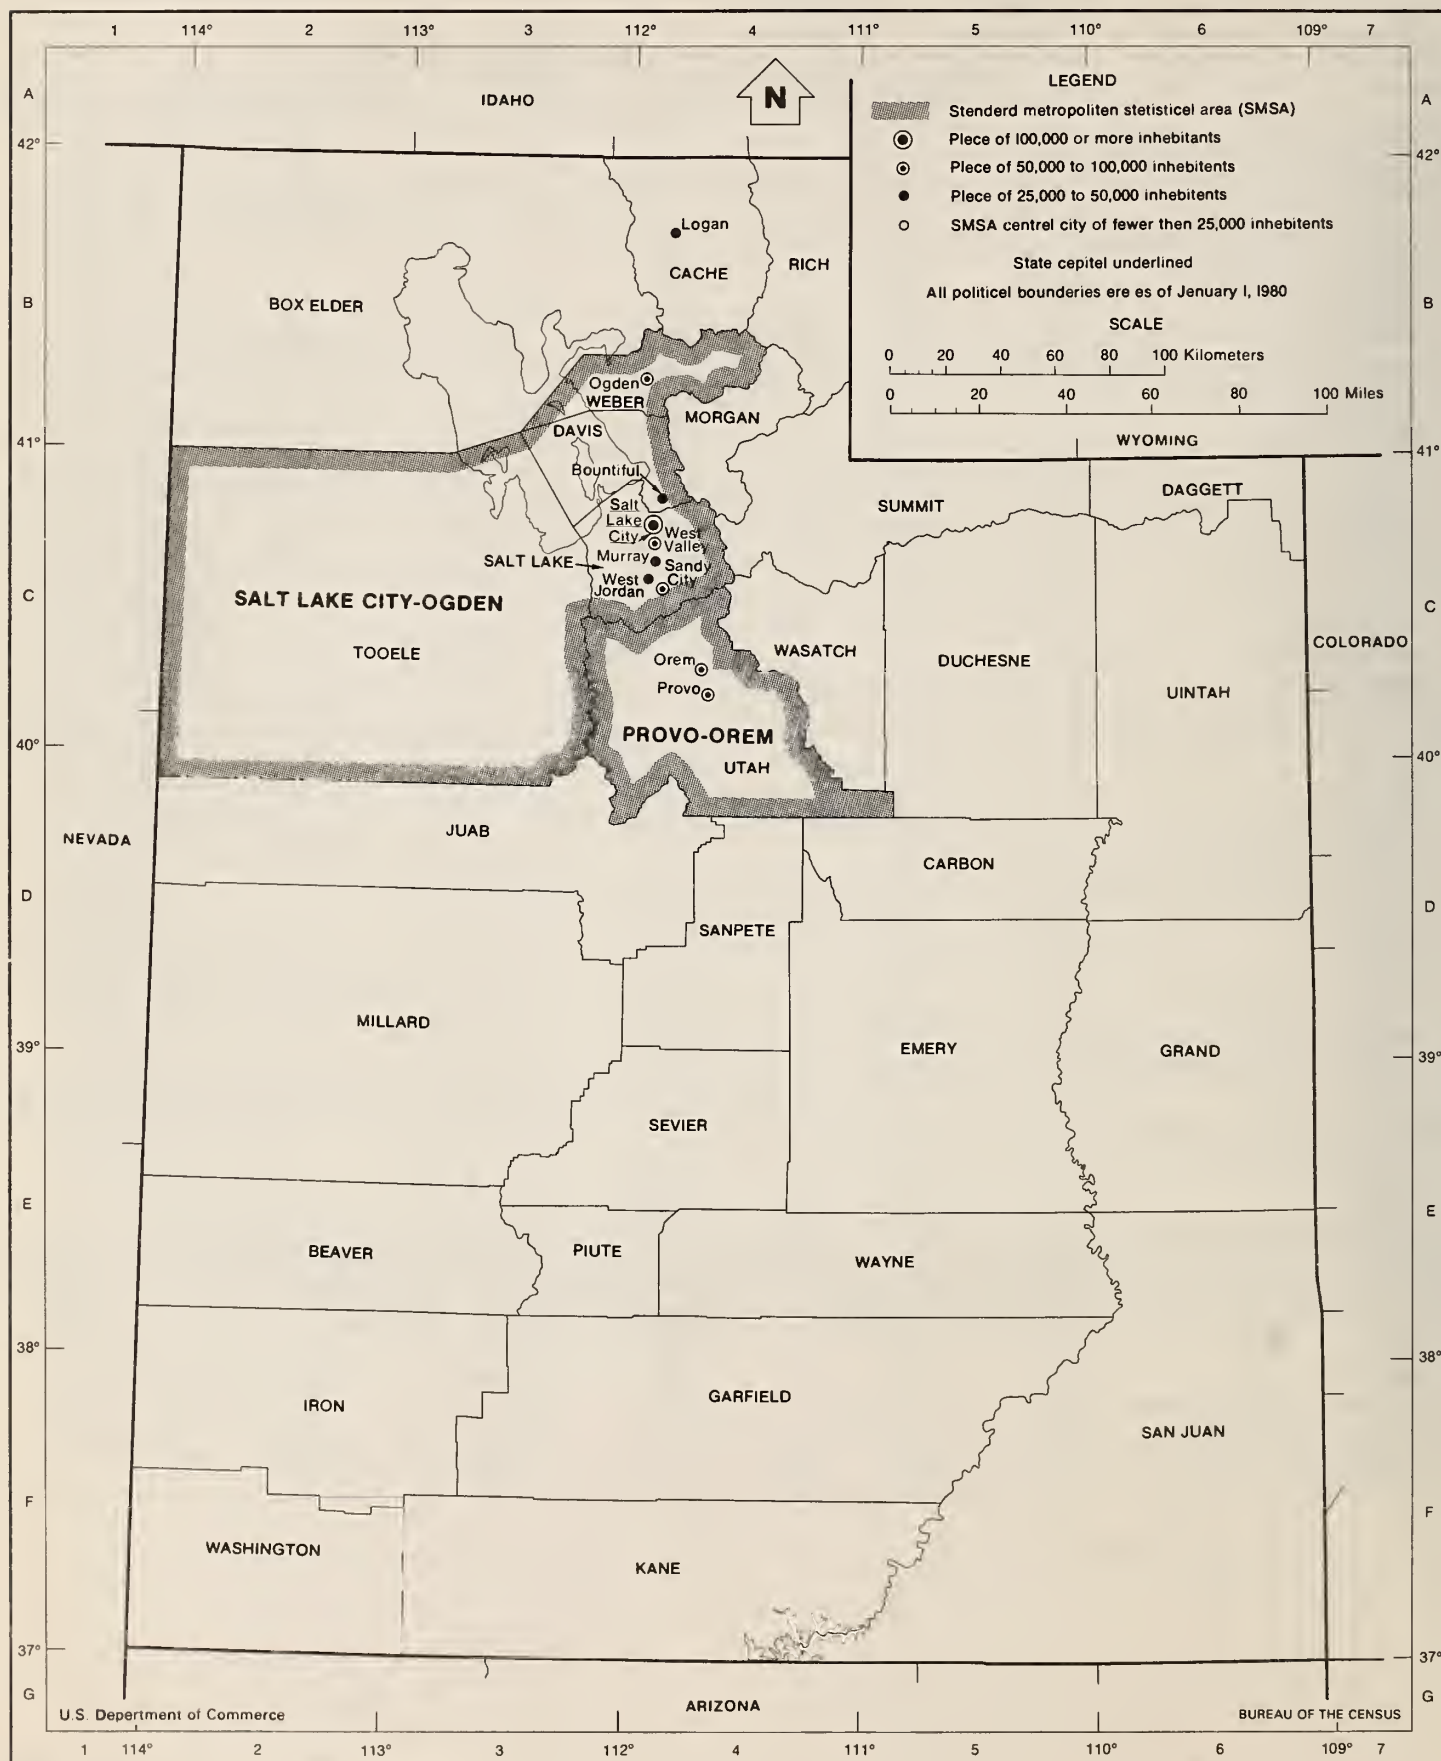 1 114° 2 113° 3 112° 4 111° 5 110° 6 109° 7
A
IDAHO
N
LEGEND
Stenderd metropoliten stetisticel area (SMSA)
Plece of 100,000 or more inhebitants
Plece of 50,000 to 100,000 inhebitents
Plece of 25,000 to 50,000 inhebitents
SMSA centrel city of fewer then 25,000 inhebitents
State cepitel underlined
All politicel bounderies ere es of Jenuary 1, 1980
SCALE
0 20 40 60 80 100 Kilometers
0 20 40 60 80 100 Miles
A
42°
42°
Logan
CACHE
RICH
B
BOX ELDER
B
Ogden
WEBER
MORGAN
DAVIS
41°
WYOMING
41°
Bountiful
SUMMIT
DAGGETT
Salt
Lake
City
West
Valley
SALT LAKE
Murray
Sandy
City
West
Jordan
C
SALT LAKE CITY-OGDEN
C
TOOELE
WASATCH
DUCHESNE
COLORADO
Orem
Provo
UINTAH
PROVO-OREM
40°
UTAH
40°
NEVADA
JUAB
CARBON
D
SANPETE
D
MILLARD
EMERY
GRAND
39°
39°
SEVIER
E
E
BEAVER
PIUTE
WAYNE
38°
38°
IRON
GARFIELD
SAN JUAN
F
F
WASHINGTON
KANE
37°
37°
G
ARIZONA
G
U.S. Department of Commerce
BUREAU OF THE CENSUS
1 114° 2 113° 3 112° 4 111° 5 110° 6 109° 7